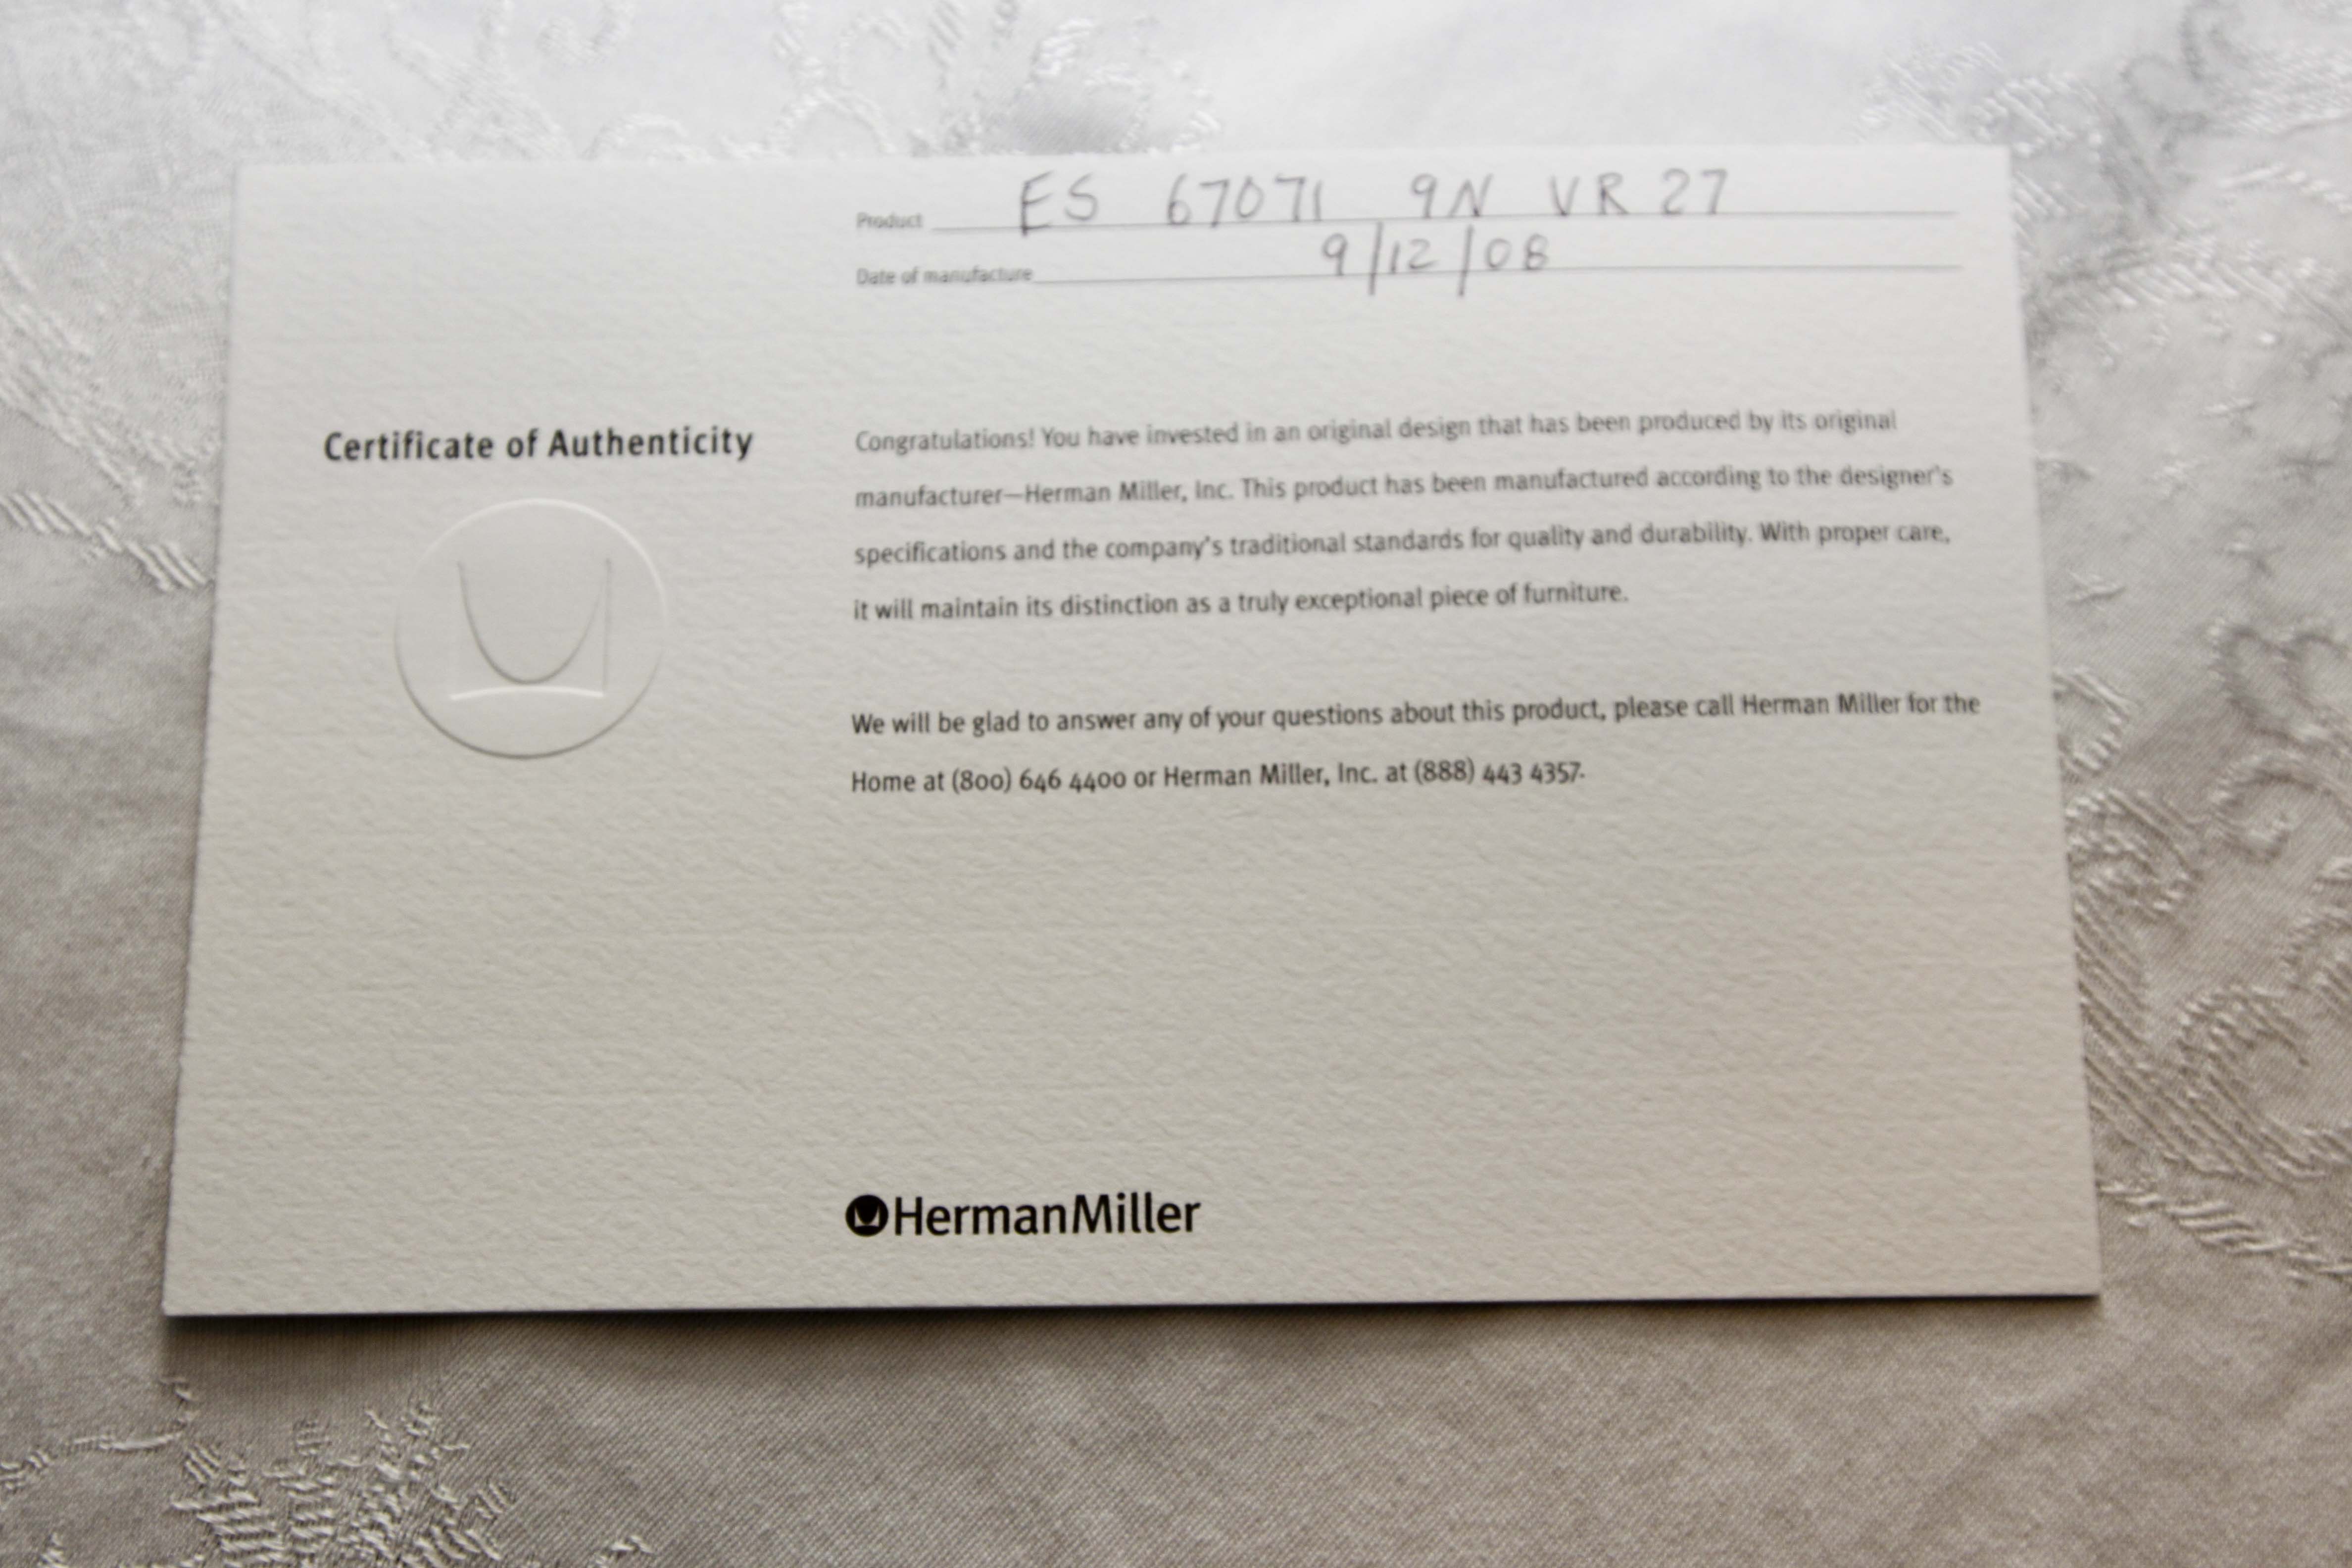 Product ES 67071 9N VR 27
Date of manufacture 9/12/08
Certificate of Authenticity
Congratulations! You have invested in an original design that has been produced by its original
manufacturer—Herman Miller, Inc. This product has been manufactured according to the designer's
specifications and the company's traditional standards for quality and durability. With proper care,
it will maintain its distinction as a truly exceptional piece of furniture.
We will be glad to answer any of your questions about this product, please call Herman Miller for the
Home at (800) 646 4400 or Herman Miller, Inc. at (888) 443 4357.
HermanMiller